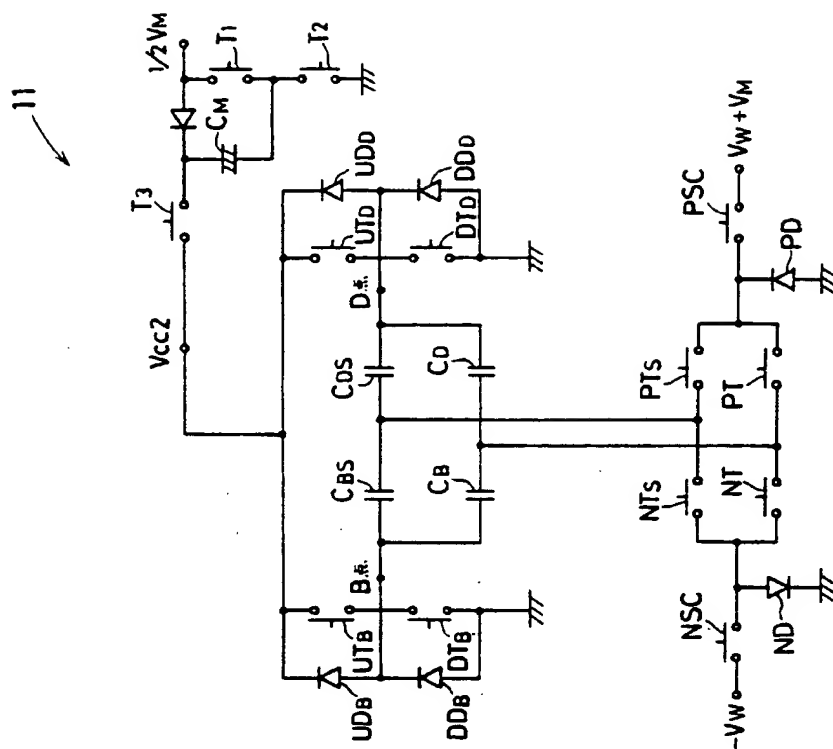 11
1/2 VM
T1
T2
CM
T3
Vcc2
UDD
DDD
UTD
DTD
D点
CDS
CD
CBS
CB
B点
UTB
DTB
UDB
DDB
VW+VM
PSC
PD
PTS
PT
NTS
NT
NSC
ND
-VW